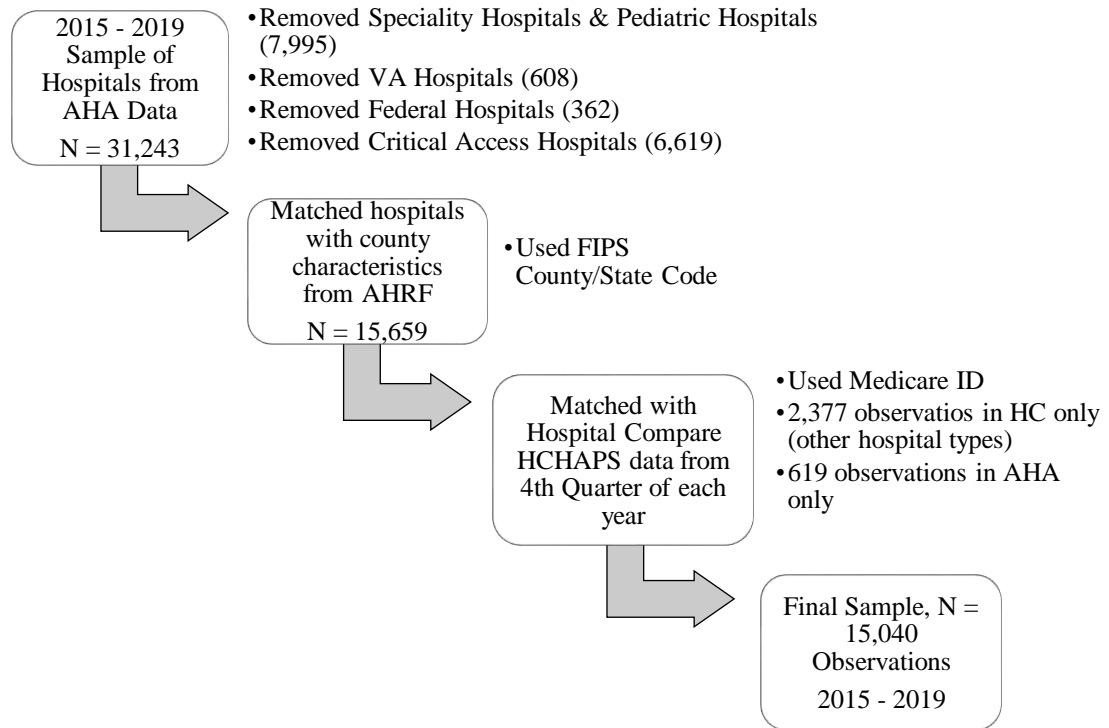 2015 - 2019
Sample of
Hospitals from
AHA Data
N = 31,243
•Removed Speciality Hospitals & Pediatric Hospitals
(7,995)
•Removed VA Hospitals (608)
•Removed Federal Hospitals (362)
•Removed Critical Access Hospitals (6,619)
Matched hospitals
with county
characteristics
from AHRF
N = 15,659
•Used FIPS
County/State Code
Matched with
Hospital Compare
HCHAPS data from
4th Quarter of each
year
•Used Medicare ID
•2,377 observatios in HC only
(other hospital types)
•619 observations in AHA
only
Final Sample, N =
15,040
Observations
2015 - 2019